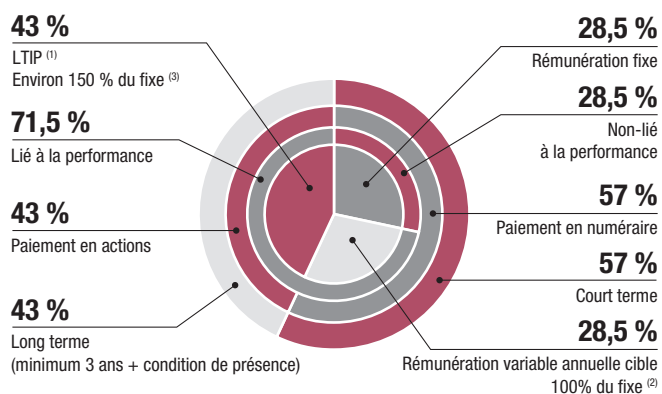 43 %
LTIP (1)
Environ 150 % du fixe (3)
71,5 %
Lié à la performance
43 %
Paiement en actions
43 %
Long terme
(minimum 3 ans + condition de présence)
28,5 %
Rémunération fixe
28,5 %
Non-lié
à la performance
57 %
Paiement en numéraire
57 %
Court terme
28,5 %
Rémunération variable annuelle cible
100% du fixe (2)